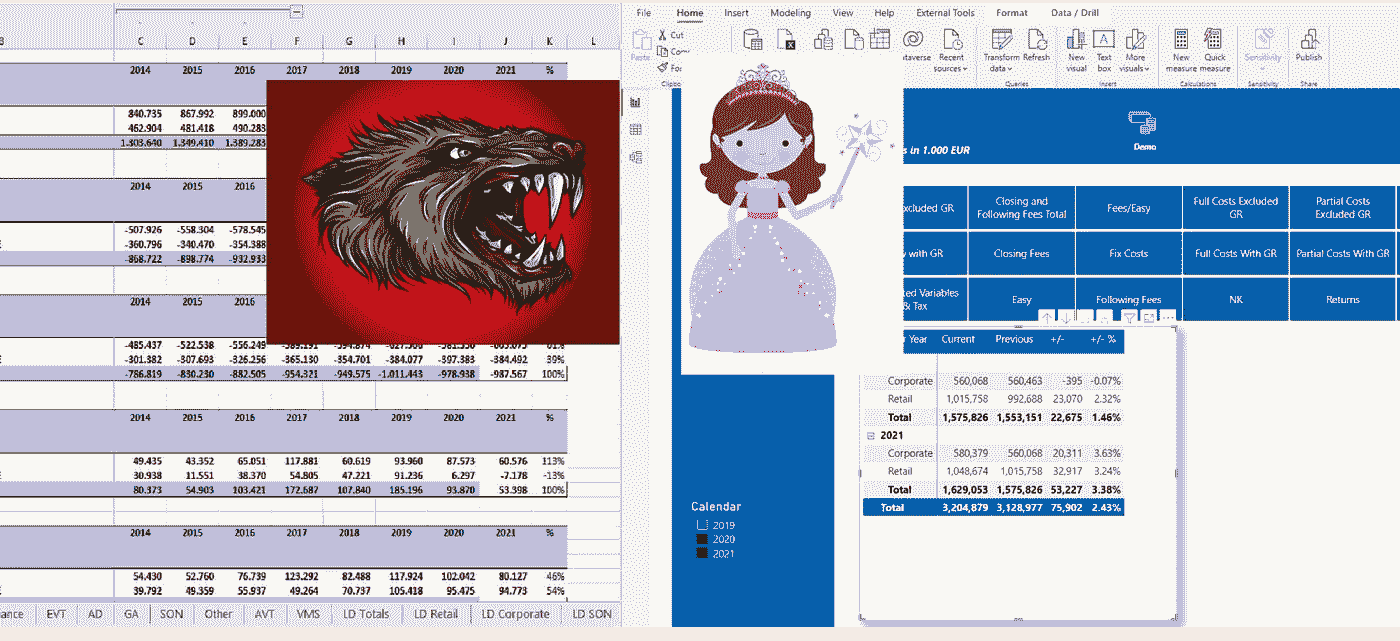 B C D E F G H I J K L
2014 2015 2016 2017 2018 2019 2020 2021 %
840.735 867.992 899.000
462.904 481.418 490.283
1.303.640 1.349.410 1.389.283
2014 2015 2016
-507.926 -558.304 -578.545
-360.796 -340.470 -354.388
-868.722 -898.774 -932.933
2014 2015 2016
-485.437 -522.538 -556.249
-301.382 -307.693 -326.256 -365.130 -354.701 -384.077 -397.383 -384.492 39%
-786.819 -830.230 -882.505 -954.321 -949.575 -1.011.443 -978.938 -987.567 100%
2014 2015 2016 2017 2018 2019 2020 2021 %
49.435 43.352 65.051 117.881 60.619 93.960 87.573 60.576 113%
30.938 11.551 38.370 54.805 47.221 91.236 6.297 -7.178 -13%
80.373 54.903 103.421 172.687 107.840 185.196 93.870 53.398 100%
2014 2015 2016 2017 2018 2019 2020 2021 %
54.430 52.760 76.739 123.292 82.488 117.924 102.042 80.127 46%
39.792 49.359 55.937 49.264 70.737 105.418 95.475 94.773 54%
ance EVT AD GA SON Other AVT VMS LD Totals LD Retail LD Corporate LD SON
File Home Insert Modeling View Help External Tools Format Data / Drill
Cut
Paste
Transform data Refresh
Recent sources
New visual Text box More visuals
New measure Quick measure
Sensitivity
Publish
Queries Insert Calculations Sensitivity Share
Demo
s in 1.000 EUR
xcluded GR
Closing and Following Fees Total
Fees/Easy
Full Costs Excluded GR
Partial Costs Excluded GR
with GR
Closing Fees
Fix Costs
Full Costs With GR
Partial Costs With GR
ted Variables & Tax
Easy
Following Fees
NK
Returns
Year Current Previous +/- +/- %
Corporate 560,068 560,463 -395 -0.07%
Retail 1,015,758 992,688 23,070 2.32%
Total 1,575,826 1,553,151 22,675 1.46%
2021
Corporate 580,379 560,068 20,311 3.63%
Retail 1,048,674 1,015,758 32,917 3.24%
Total 1,629,053 1,575,826 53,227 3.38%
Total 3,204,879 3,128,977 75,902 2.43%
Calendar
2019
2020
2021